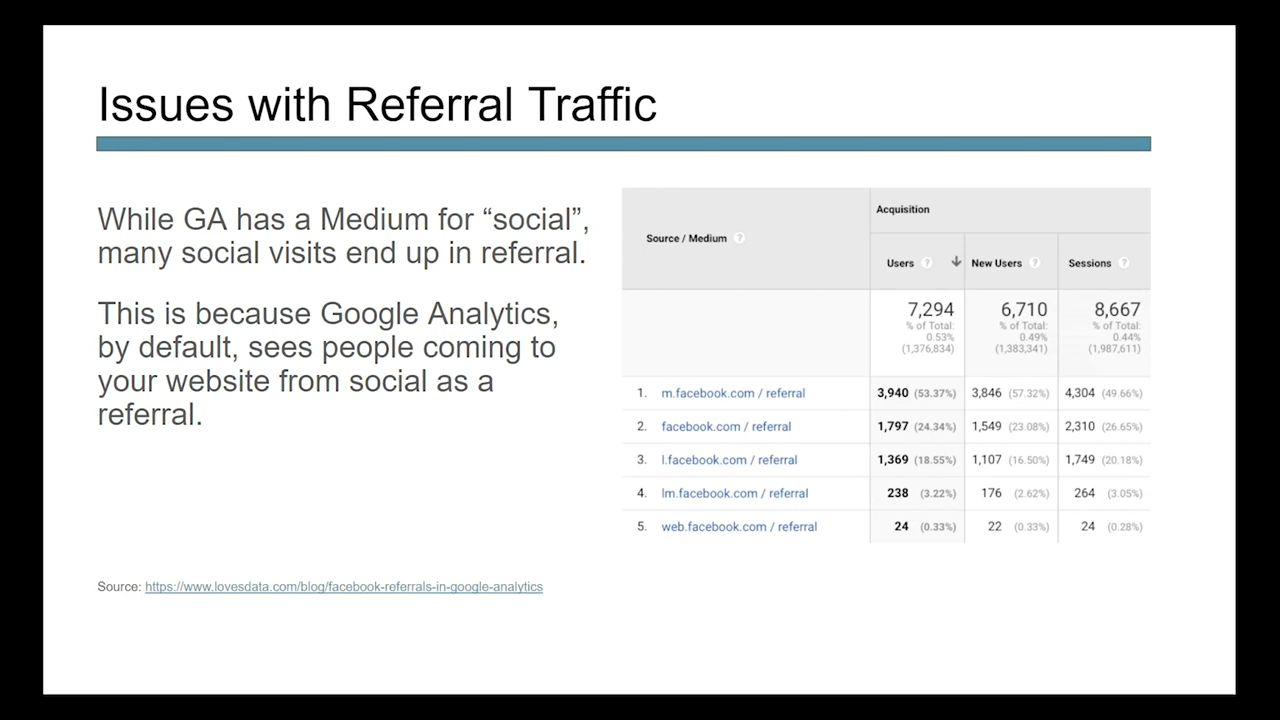 Issues with Referral Traffic
While GA has a Medium for “social”,
many social visits end up in referral.
This is because Google Analytics,
by default, sees people coming to
your website from social as a
referral.
Source / Medium ?
Acquisition
Users ? New Users ? Sessions ?
7,294 6,710 8,667
% of Total: % of Total: % of Total:
0.53% 0.49% 0.44%
(1,376,834) (1,383,341) (1,987,611)
1. m.facebook.com / referral 3,940 (53.37%) 3,846 (57.32%) 4,304 (49.66%)
2. facebook.com / referral 1,797 (24.34%) 1,549 (23.08%) 2,310 (26.65%)
3. l.facebook.com / referral 1,369 (18.55%) 1,107 (16.50%) 1,749 (20.18%)
4. lm.facebook.com / referral 238 (3.22%) 176 (2.62%) 264 (3.05%)
5. web.facebook.com / referral 24 (0.33%) 22 (0.33%) 24 (0.28%)
Source: https://www.lovesdata.com/blog/facebook-referrals-in-google-analytics